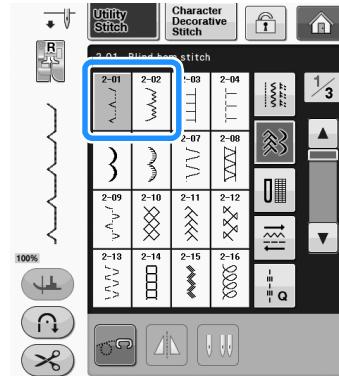 Utility Stitch
Character Decorative Stitch
R
2-01 Blind hem stitch
1/3
2-01 2-02 2-03 2-04
2-07 2-08
2-09 2-10 2-11 2-12
2-13 2-14 2-15 2-16
100%
Q